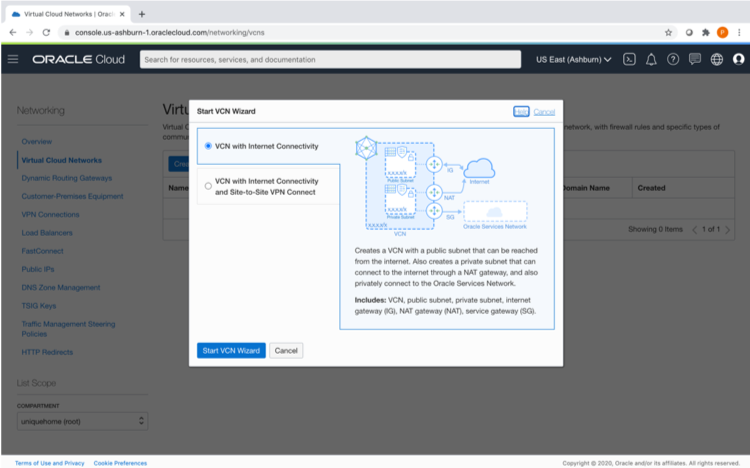 Virtual Cloud Networks | Oracl
console.us-ashburn-1.oraclecloud.com/networking/vcns
ORACLE Cloud
Search for resources, services, and documentation
US East (Ashburn)
Networking
Overview
Virtual Cloud Networks
Dynamic Routing Gateways
Customer-Premises Equipment
VPN Connections
Load Balancers
FastConnect
Public IPs
DNS Zone Management
TSIG Keys
Traffic Management Steering
Policies
HTTP Redirects
List Scope
COMPARTMENT
uniquehome (root)
Virtu
Virtual C
network, with firewall rules and specific types of
commu
Crea
Name
Domain Name
Created
Showing 0 Items
1 of 1
Start VCN Wizard
Help
Cancel
VCN with Internet Connectivity
VCN with Internet Connectivity
and Site-to-Site VPN Connect
Public Subnet
IG
Internet
NAT
Private Subnet
SG
Oracle Services Network
VCN
Creates a VCN with a public subnet that can be reached
from the internet. Also creates a private subnet that can
connect to the internet through a NAT gateway, and also
privately connect to the Oracle Services Network.
Includes: VCN, public subnet, private subnet, internet
gateway (IG), NAT gateway (NAT), service gateway (SG).
Start VCN Wizard
Cancel
Terms of Use and Privacy
Cookie Preferences
Copyright © 2020, Oracle and/or its affiliates. All rights reserved.